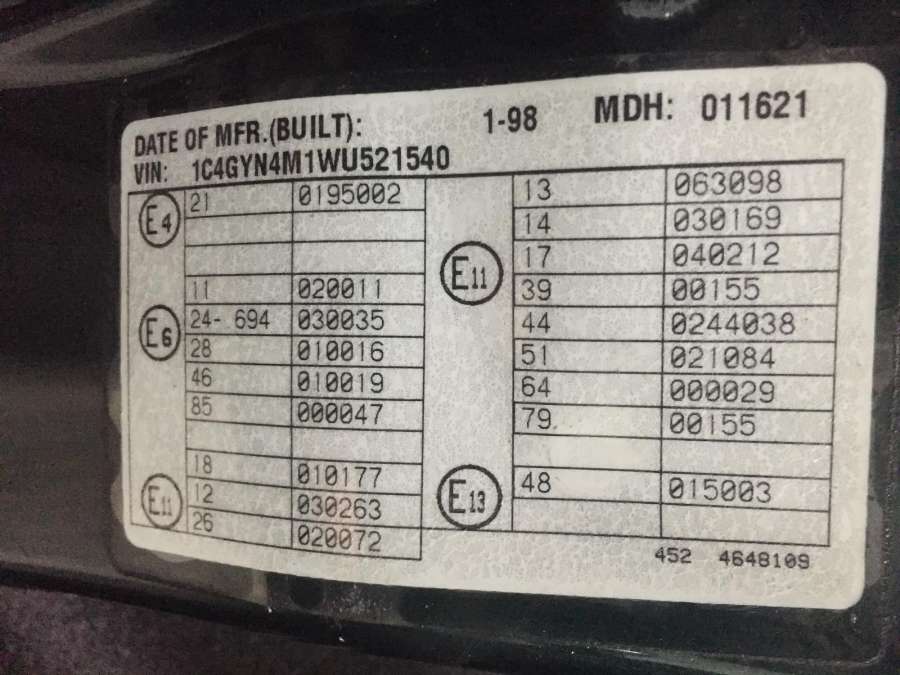 DATE OF MFR.(BUILT): 1-98 MDH: 011621
VIN: 1C4GYN4M1WU521540
E4 21 0195002
E6 11 020011
24- 694 030035
28 010016
46 010019
85 000047
E11 18 010177
12 030263
26 020072
E11 13 063098
14 030169
17 040212
39 00155
44 0244038
51 021084
64 000029
79 00155
E13 48 015003
452 4648109